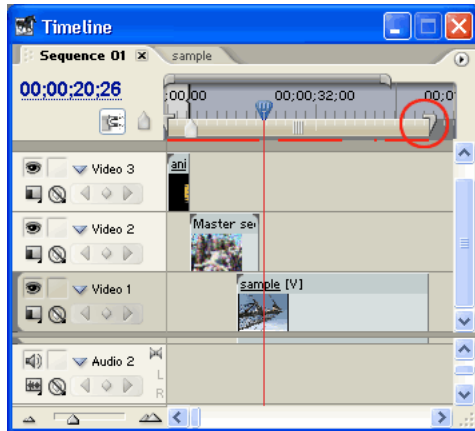 Timeline
Sequence 01 sample
00;00;20;26
;00;00 00;00;32;00 00;0
Video 3
ani
Video 2
Master se
Video 1
sample [V]
Audio 2
L
R